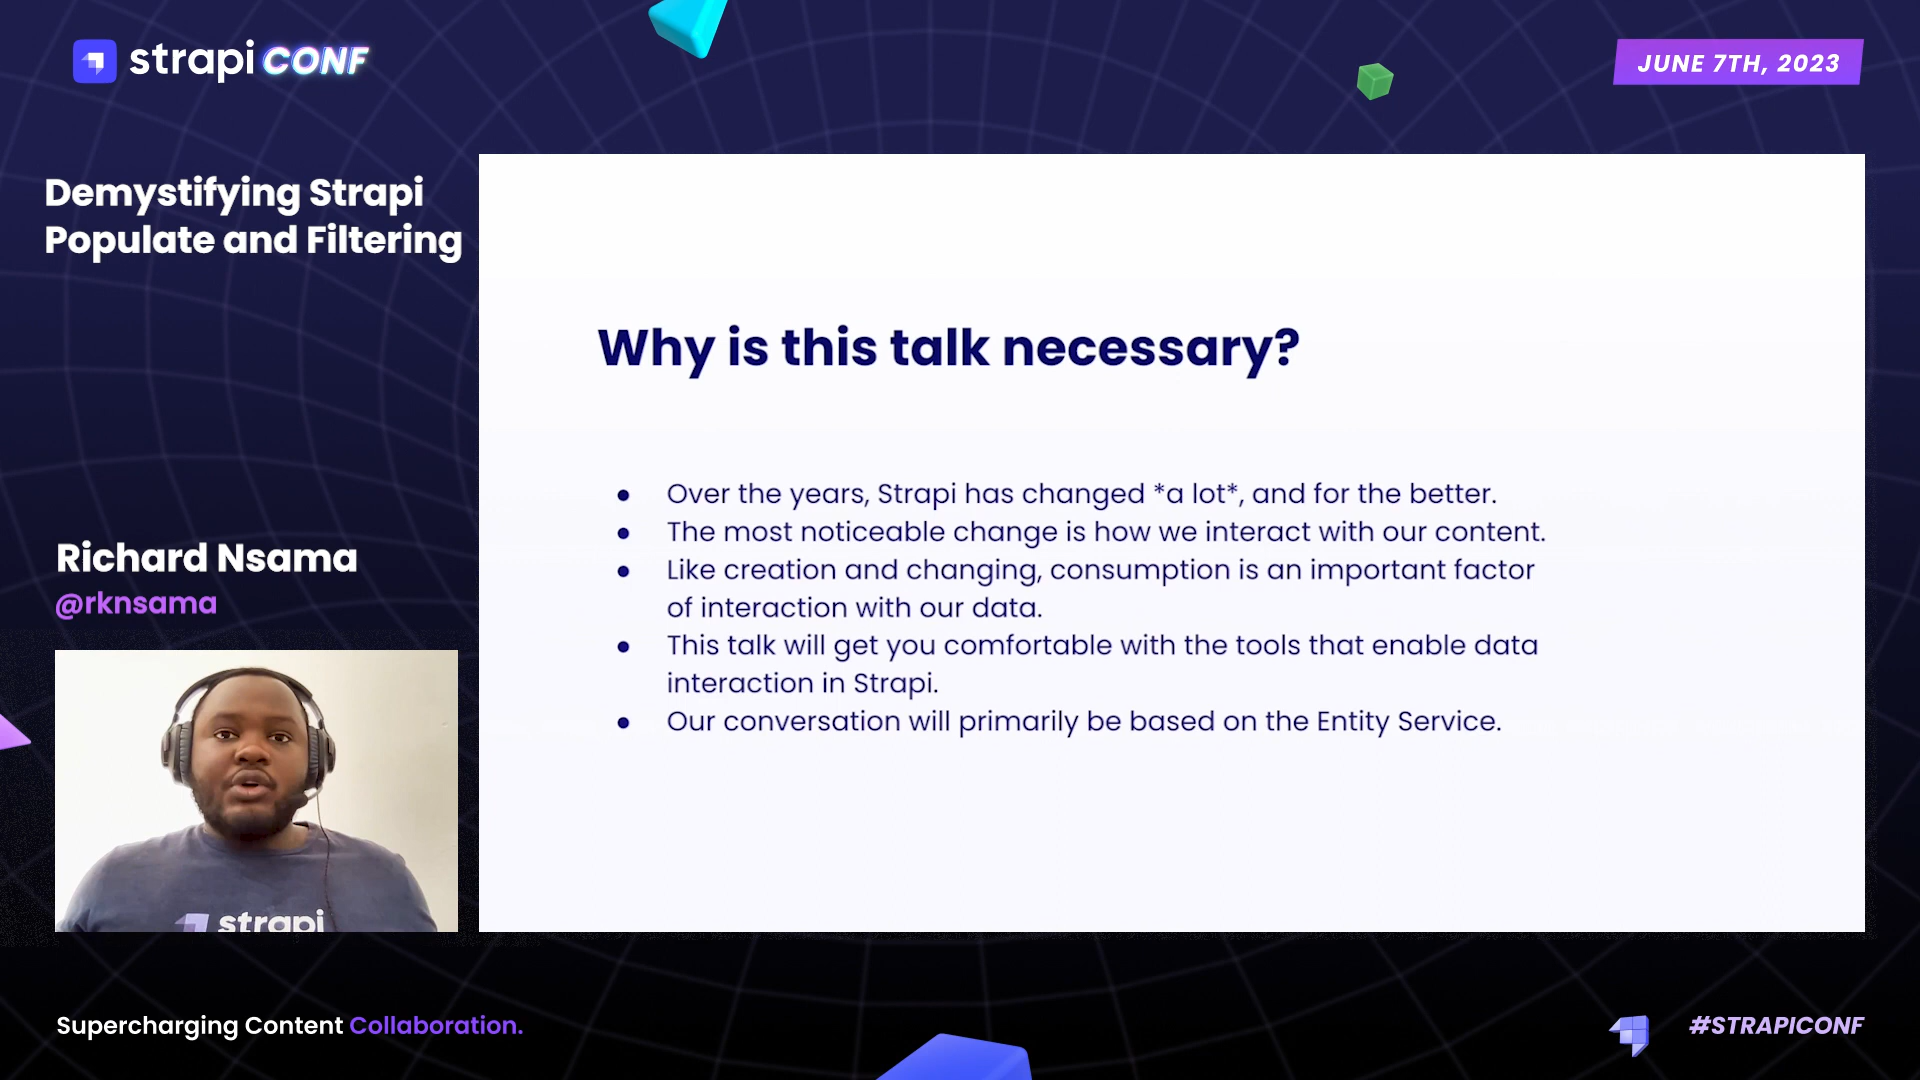 strapi CONF
JUNE 7TH, 2023
Demystifying Strapi
Populate and Filtering
Why is this talk necessary?
● Over the years, Strapi has changed *a lot*, and for the better.
● The most noticeable change is how we interact with our content.
● Like creation and changing, consumption is an important factor
of interaction with our data.
● This talk will get you comfortable with the tools that enable data
interaction in Strapi.
● Our conversation will primarily be based on the Entity Service.
Richard Nsama
@rknsama
strapi
Supercharging Content Collaboration.
#STRAPICONF